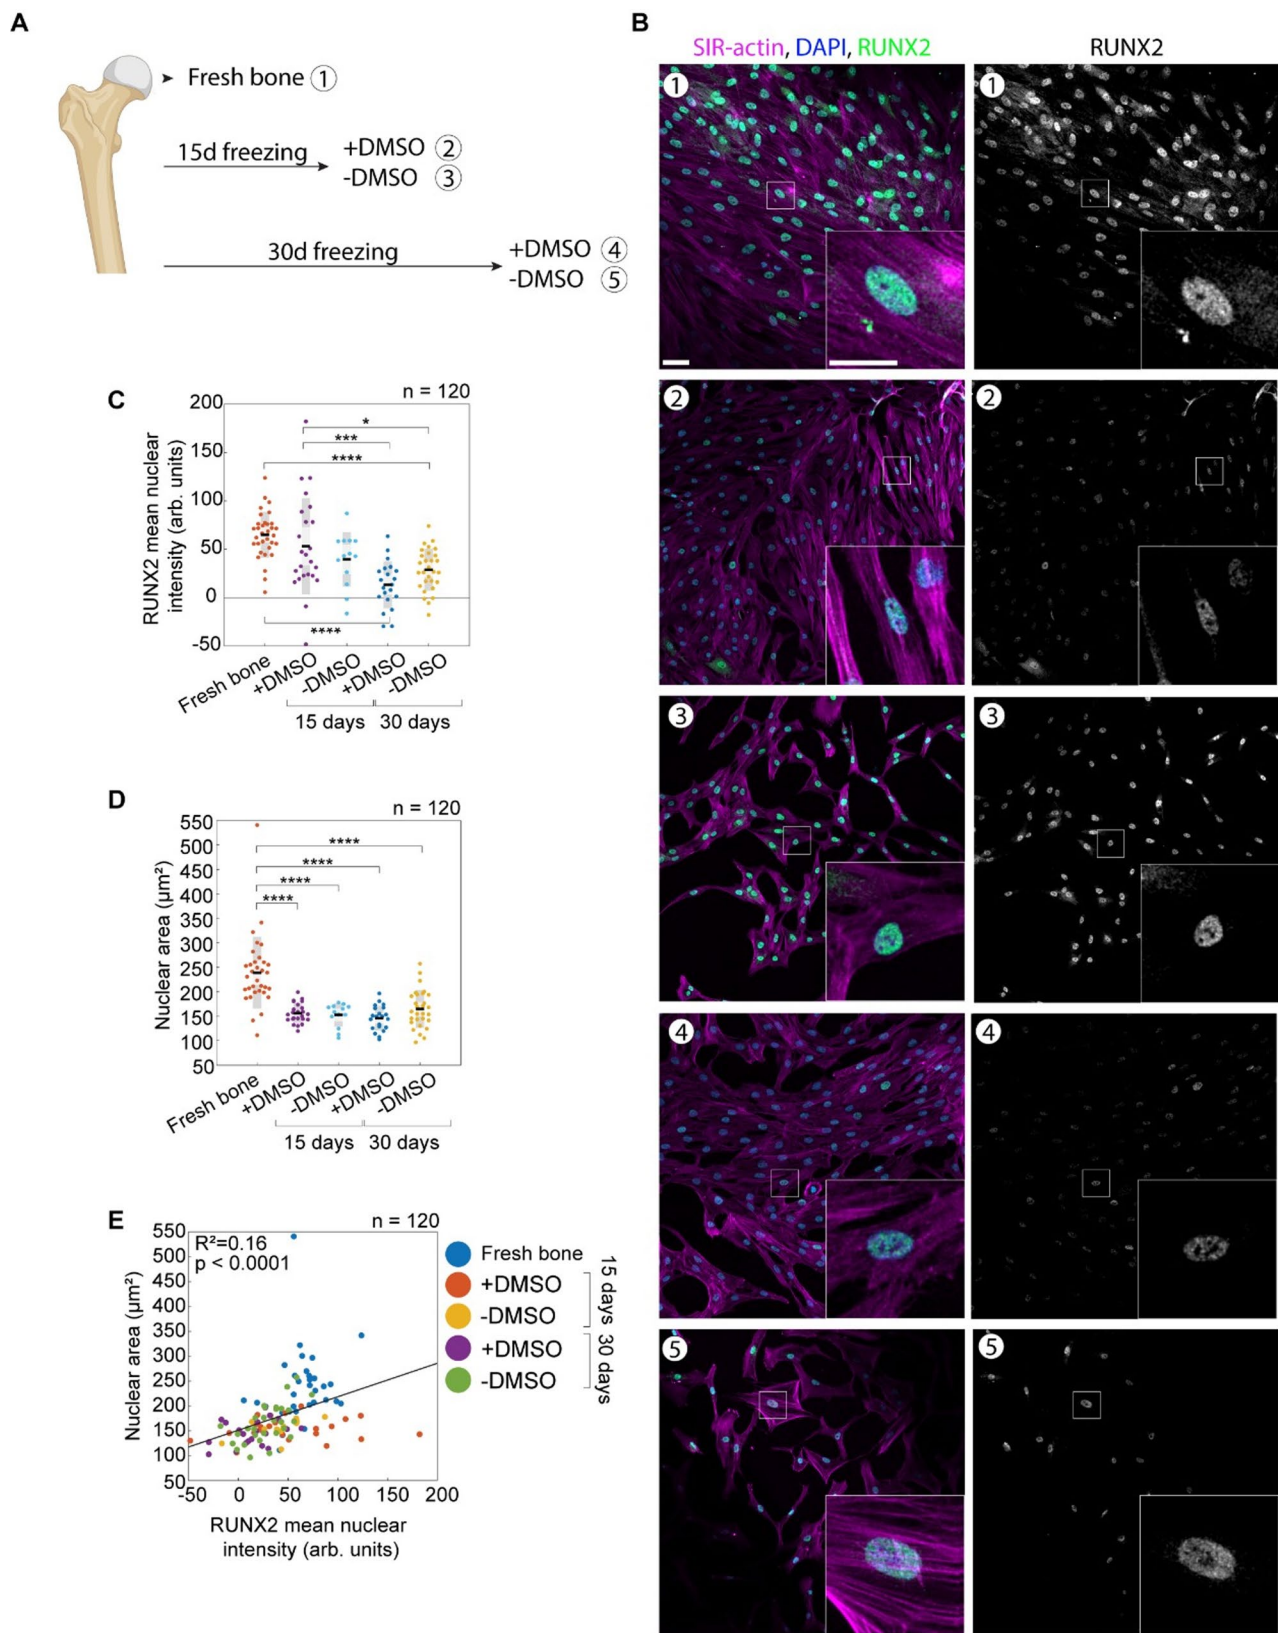 A
Fresh bone 1
15d freezing
+DMSO 2
-DMSO 3
30d freezing
+DMSO 4
-DMSO 5
B
SIR-actin, DAPI, RUNX2
RUNX2
1
1
2
2
3
3
4
4
5
5
C
n = 120
RUNX2 mean nuclear
intensity (arb. units)
200
150
100
50
0
-50
*
***
****
****
Fresh bone
+DMSO
-DMSO
+DMSO
-DMSO
15 days
30 days
D
n = 120
Nuclear area (µm²)
550
500
450
400
350
300
250
200
150
100
50
****
****
****
****
Fresh bone
+DMSO
-DMSO
+DMSO
-DMSO
15 days
30 days
E
n = 120
Nuclear area (µm²)
550
500
450
400
350
300
250
200
150
100
50
R²=0.16
p < 0.0001
-50
0
50
100
150
200
RUNX2 mean nuclear
intensity (arb. units)
Fresh bone
+DMSO
-DMSO
+DMSO
-DMSO
15 days
30 days